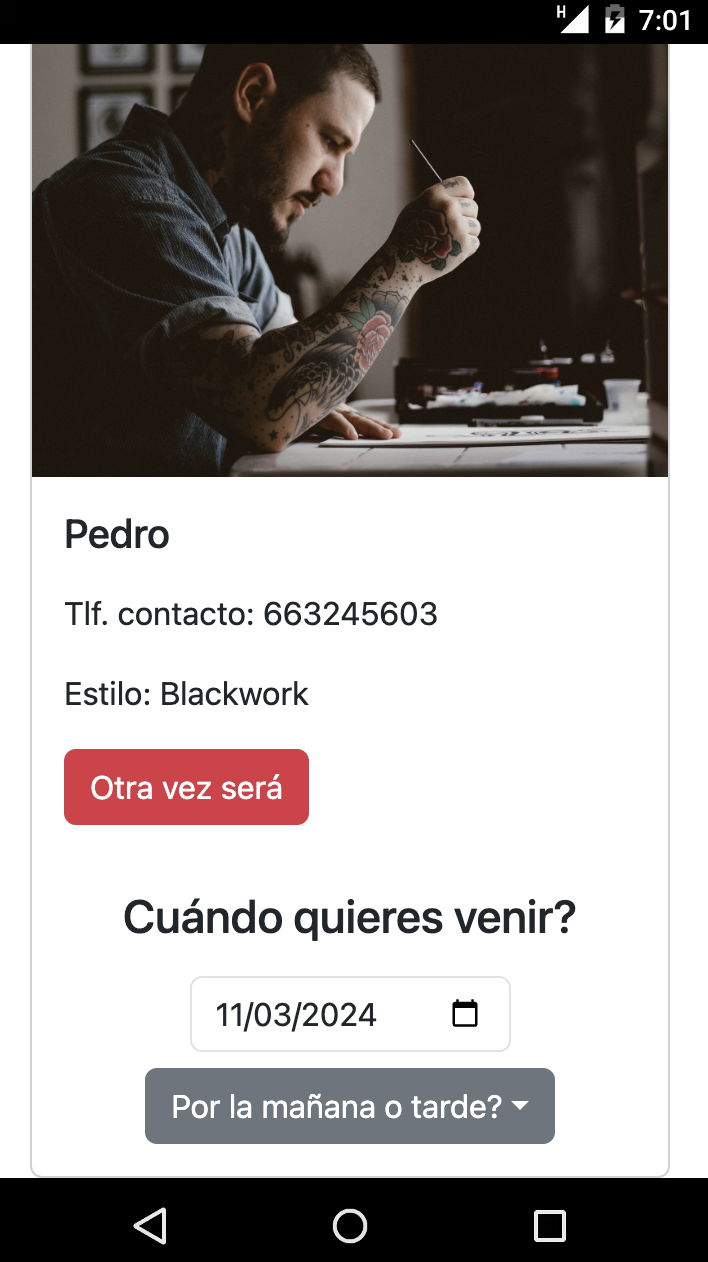 H 7:01
Pedro
Tlf. contacto: 663245603
Estilo: Blackwork
Otra vez será
Cuándo quieres venir?
11/03/2024
Por la mañana o tarde?